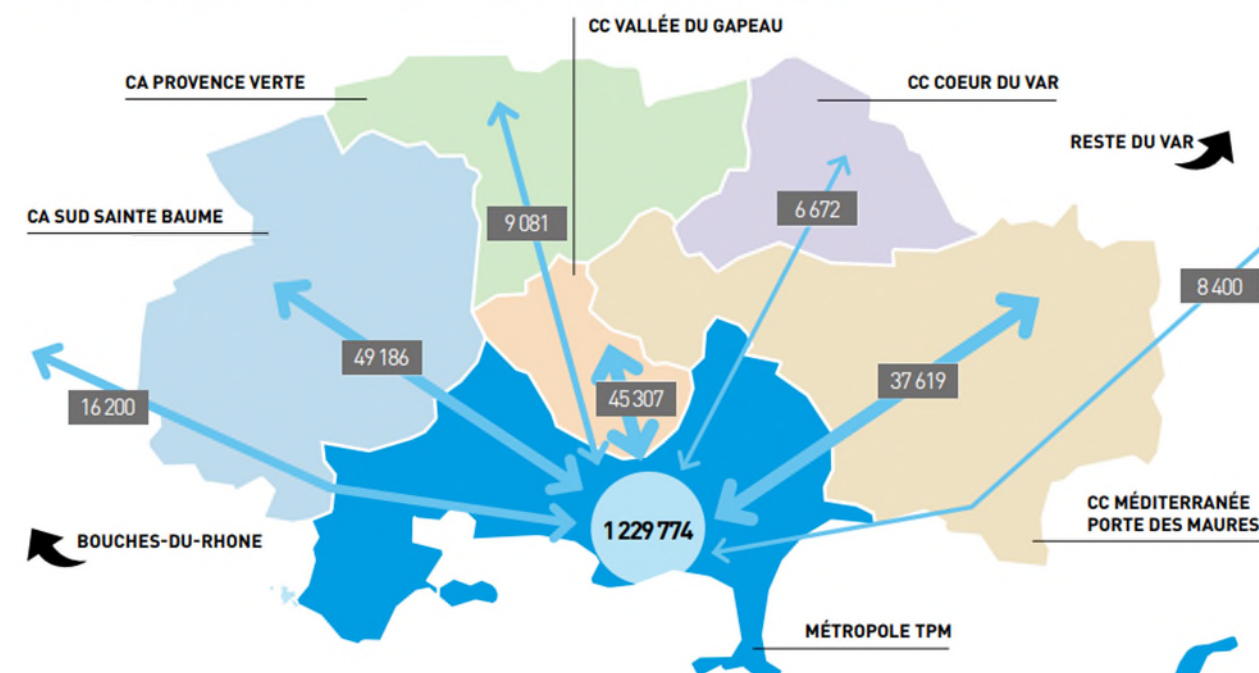 CC VALLÉE DU GAPEAU
CA PROVENCE VERTE
CC COEUR DU VAR
RESTE DU VAR
CA SUD SAINTE BAUME
9 081
6 672
8 400
49 186
37 619
16 200
45 307
CC MÉDITERRANÉE
PORTE DES MAURES
1 229 774
BOUCHES-DU-RHONE
MÉTROPOLE TPM